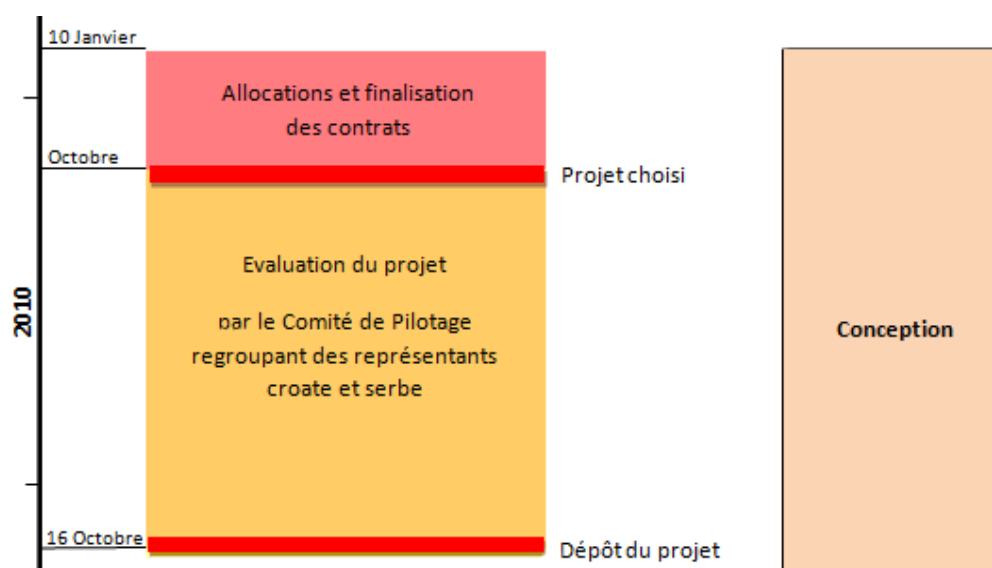 10 Janvier
Allocations et finalisation
des contrats
Octobre
Projet choisi
Evaluation du projet
par le Comité de Pilotage
regroupant des représentants
croate et serbe
2010
Conception
16 Octobre
Dépôt du projet